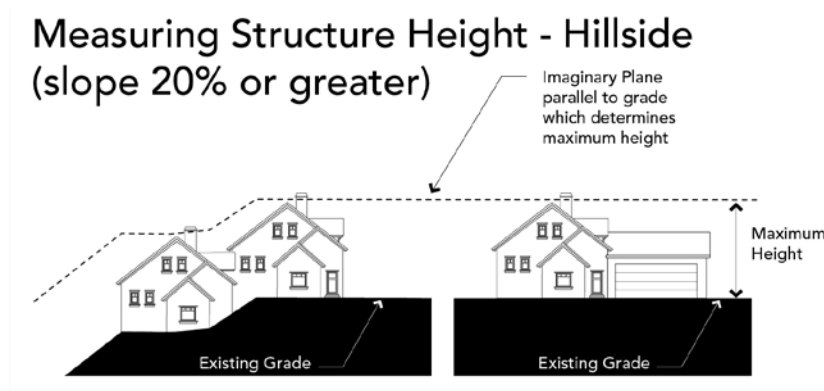 Measuring Structure Height - Hillside
(slope 20% or greater)
Imaginary Plane
parallel to grade
which determines
maximum height
Maximum
Height
Existing Grade
Existing Grade